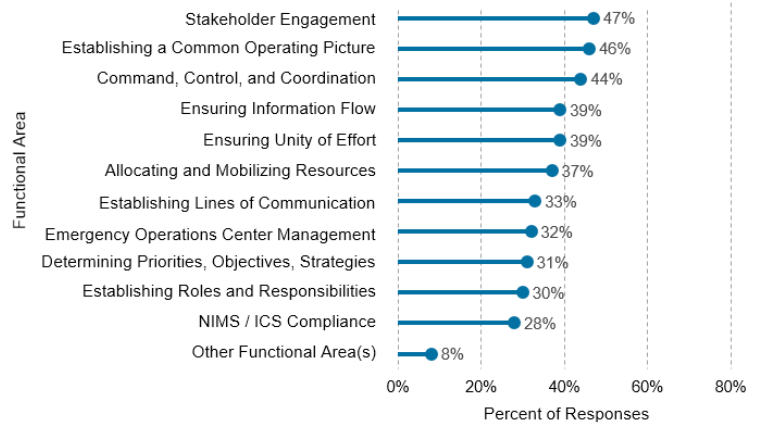 Functional Area
Stakeholder Engagement 47%
Establishing a Common Operating Picture 46%
Command, Control, and Coordination 44%
Ensuring Information Flow 39%
Ensuring Unity of Effort 39%
Allocating and Mobilizing Resources 37%
Establishing Lines of Communication 33%
Emergency Operations Center Management 32%
Determining Priorities, Objectives, Strategies 31%
Establishing Roles and Responsibilities 30%
NIMS / ICS Compliance 28%
Other Functional Area(s) 8%
0% 20% 40% 60% 80%
Percent of Responses